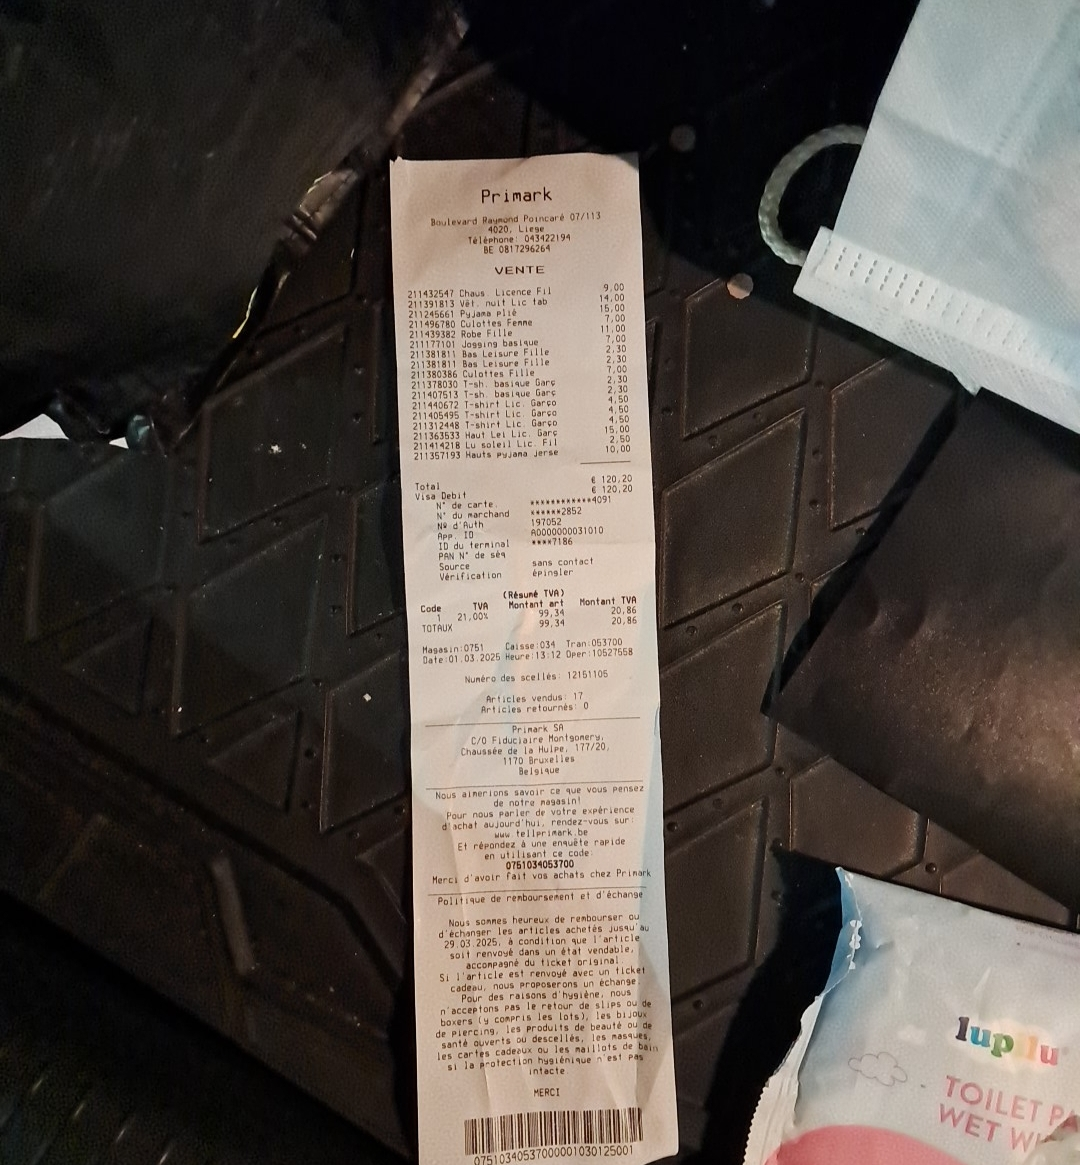 Primark
Boulevard Raymond Poincaré 07/113
4020, Liege
Téléphone: 043422194
BE 0817296264
VENTE
211432547 Chaus. Licence Fil 9,00
211391813 Vêt. nuit Lic tab 14,00
211245661 Pyjama plié 15,00
211496780 Culottes Femme 7,00
211439382 Robe Fille 11,00
211177101 Jogging basique 7,00
211381811 Bas Leisure Fille 2,30
211381811 Bas Leisure Fille 2,30
211380386 Culottes Fille 7,00
211378030 T-sh. basique Garç 2,30
211407513 T-sh. basique Garç 2,30
211440672 T-shirt Lic. Garço 4,50
211405495 T-shirt Lic. Garço 4,50
211312448 T-shirt Lic. Garço 4,50
211363533 Haut Lei Lic. Garç 15,00
211414218 Lu soleil Lic. Fil 2,50
211357193 Hauts pyjama jerse 10,00
Total € 120,20
Visa Debit € 120,20
N° de carte. ************4091
N° du marchand ******2852
Nº d'Auth 197052
App. ID A0000000031010
ID du terminal ****7186
PAN N° de séq
Source sans contact
Vérification épingler
(Résumé TVA)
Code TVA Montant art Montant TVA
1 21,00% 99,34 20,86
TOTAUX 99,34 20,86
Magasin:0751 Caisse:034 Tran:053700
Date:01.03.2025 Heure:13:12 Oper:10527558
Numéro des scellés: 12151105
Articles vendus: 17
Articles retournés: 0
Primark SA
C/O Fiduciaire Montgomery,
Chaussée de la Hulpe, 177/20,
1170 Bruxelles
Belgique
Nous aimerions savoir ce que vous pensez
de notre magasin!
Pour nous parler de votre expérience
d'achat aujourd'hui, rendez-vous sur:
www.tellprimark.be
Et répondez à une enquête rapide
en utilisant ce code:
0751034053700
Merci d'avoir fait vos achats chez Primark
Politique de remboursement et d'échange
Nous sommes heureux de rembourser ou
d'échanger les articles achetés jusqu'au
29.03.2025, à condition que l'article
soit renvoyé dans un état vendable,
accompagné du ticket original.
Si l'article est renvoyé avec un ticket
cadeau, nous proposerons un échange.
Pour des raisons d'hygiène, nous
n'acceptons pas le retour de slips ou de
boxers (y compris les lots), les bijoux
de piercing, les produits de beauté ou de
santé ouverts ou descellés, les masques,
les cartes cadeaux ou les maillots de bain
si la protection hygiénique n'est pas
intacte.
MERCI
07510340537000001030125001
lupilu
TOILET PA
WET WI